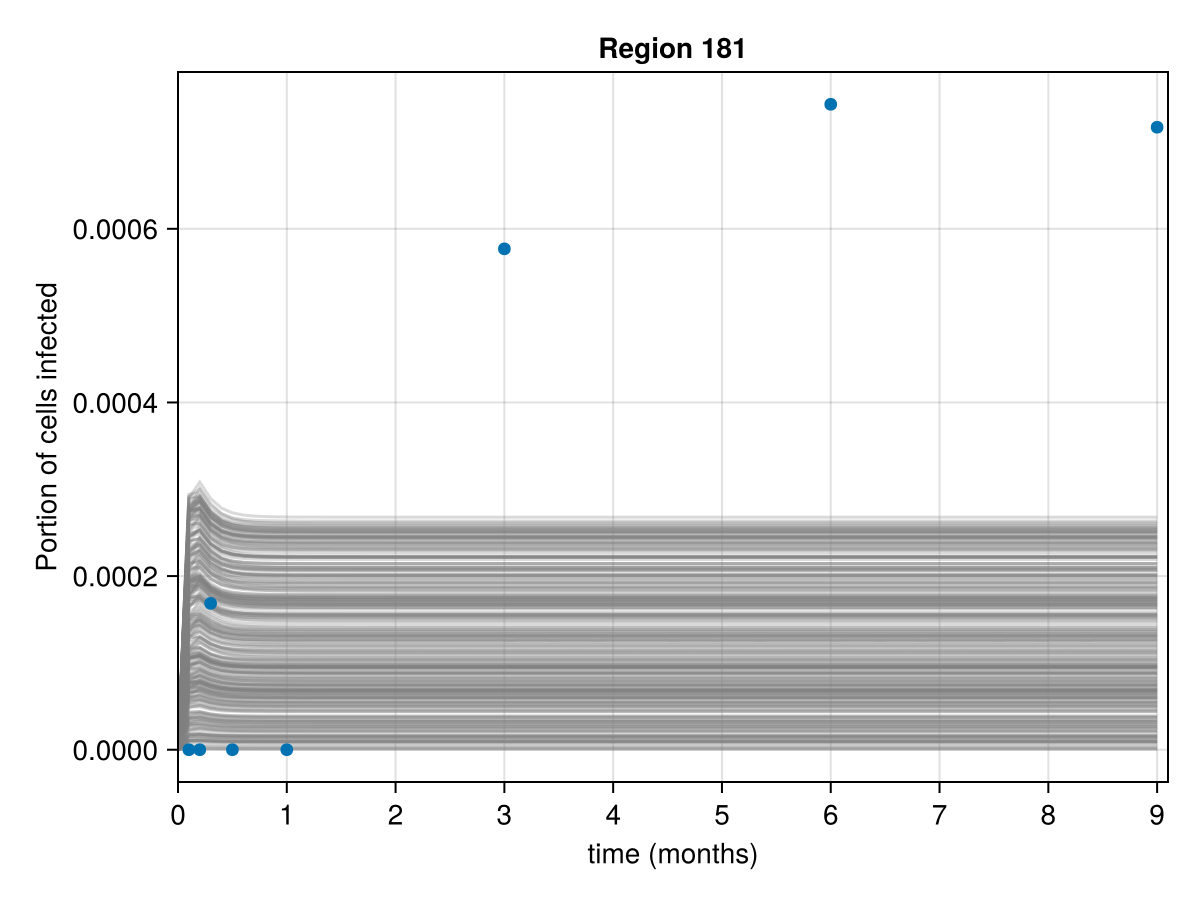 Region 181
Portion of cells infected
0.0006
0.0004
0.0002
0.0000
0 1 2 3 4 5 6 7 8 9
time (months)